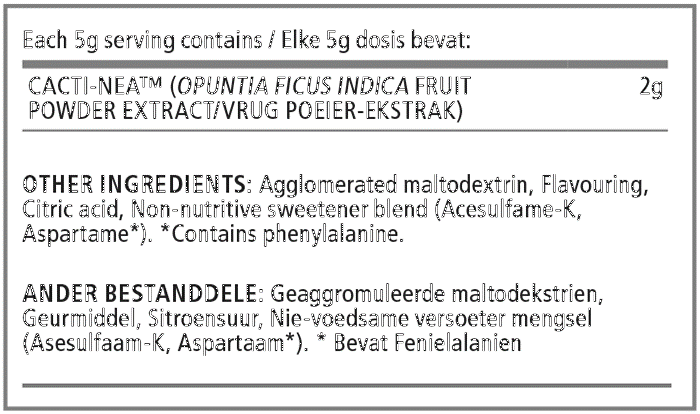 Each 5g serving contains / Elke 5g dosis bevat:
CACTI-NEA™ (OPUNTIA FICUS INDICA FRUIT 2g
POWDER EXTRACT/VRUG POEIER-EKSTRAK)
OTHER INGREDIENTS: Agglomerated maltodextrin, Flavouring,
Citric acid, Non-nutritive sweetener blend (Acesulfame-K,
Aspartame*). *Contains phenylalanine.
ANDER BESTANDDELE: Geaggromuleerde maltodekstrien,
Geurmiddel, Sitroensuur, Nie-voedsame versoeter mengsel
(Asesulfaam-K, Aspartaam*). * Bevat Fenielalanien